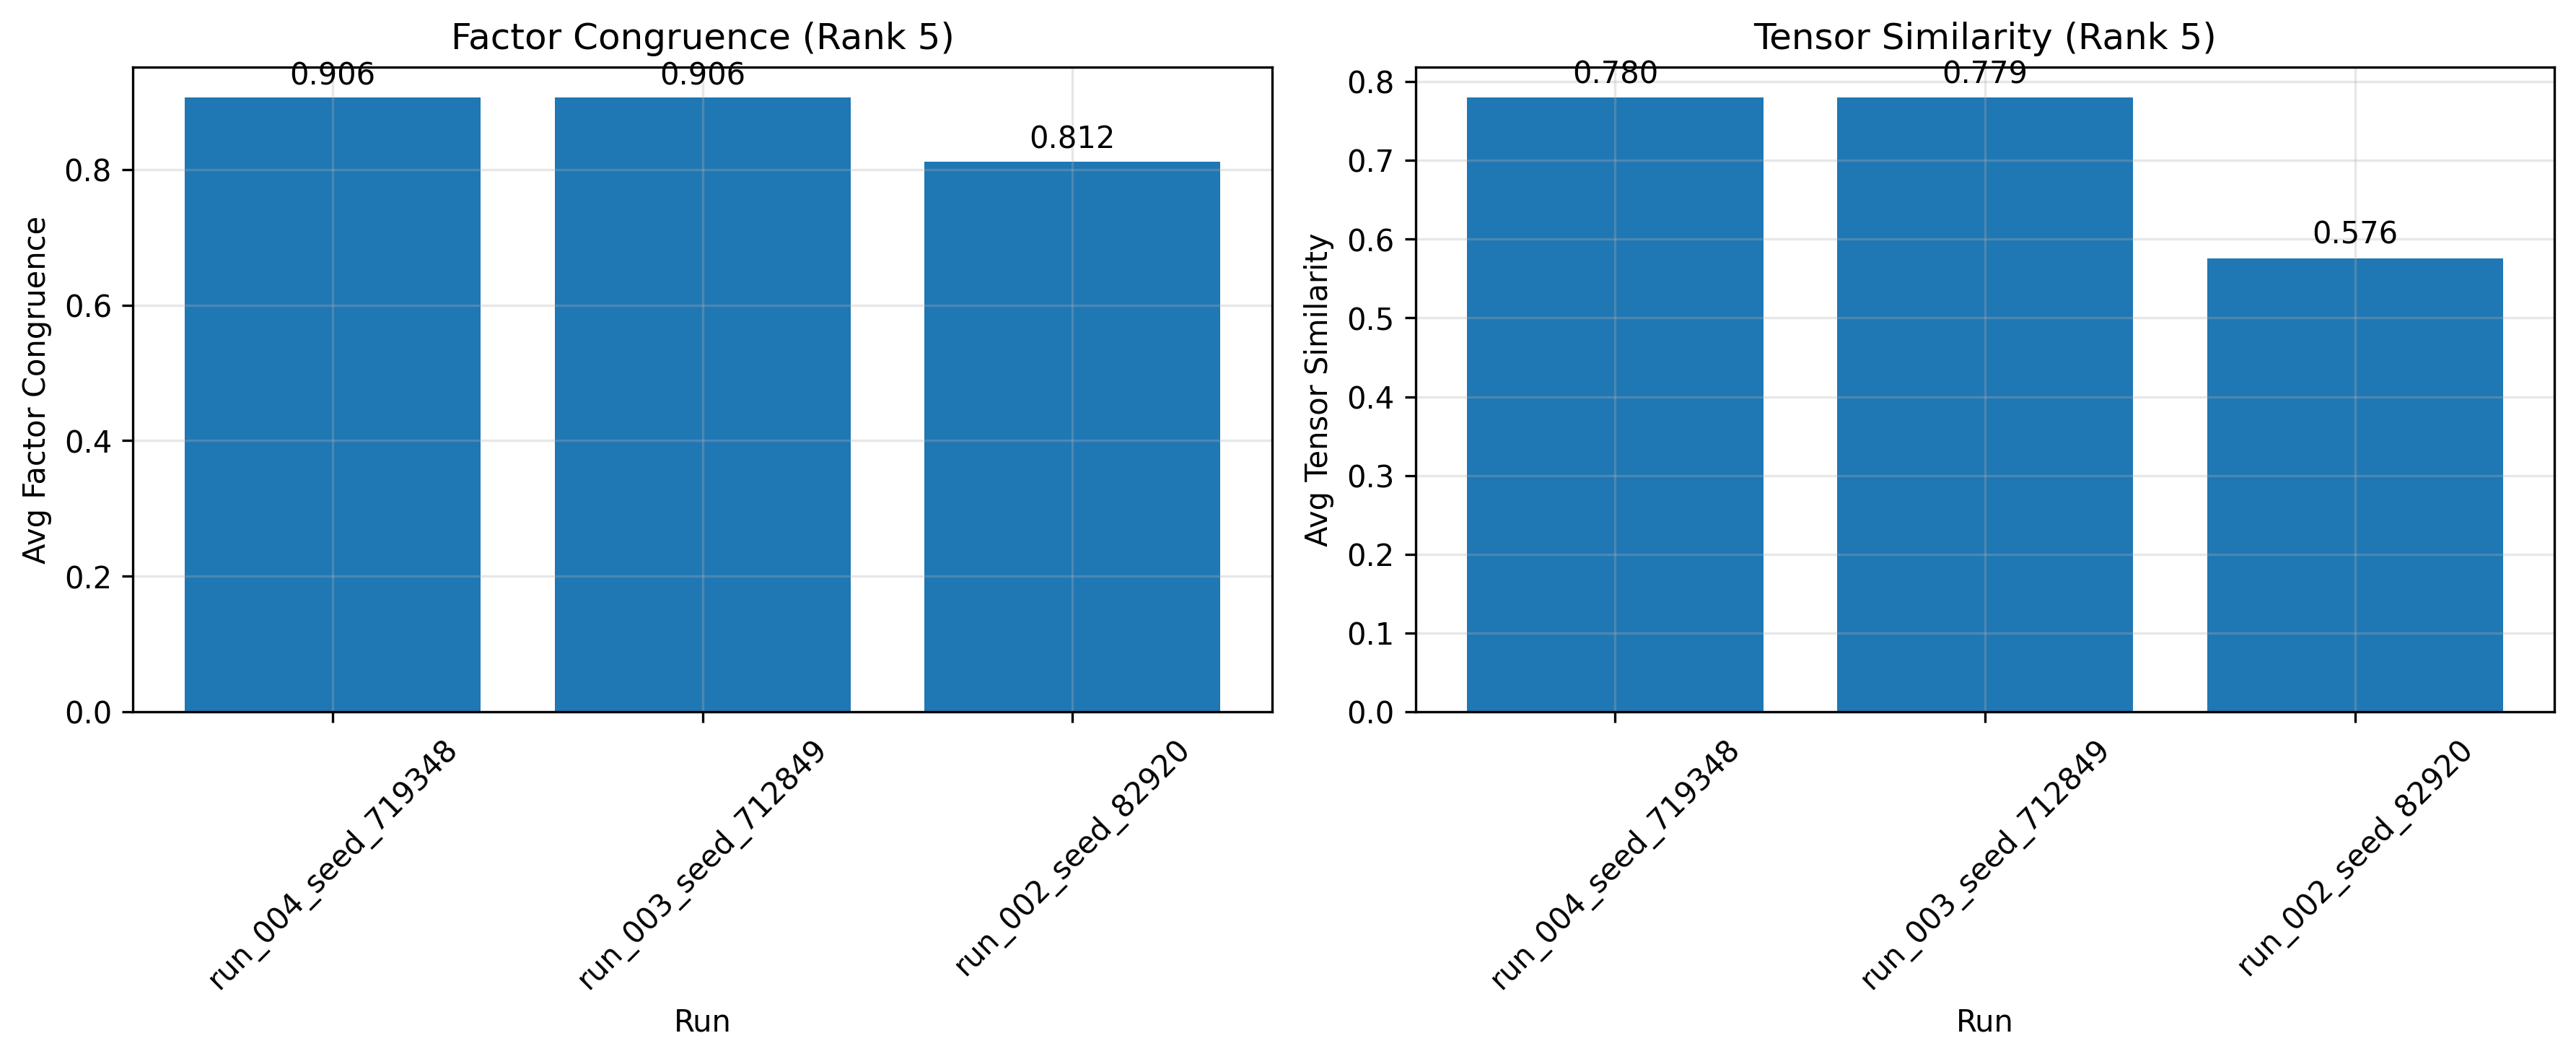 Factor Congruence (Rank 5)
0.906
0.906
0.812
0.8
0.6
0.4
0.2
0.0
Avg Factor Congruence
run_004_seed_719348
run_003_seed_712849
run_002_seed_82920
Run
Tensor Similarity (Rank 5)
0.780
0.779
0.576
0.8
0.7
0.6
0.5
0.4
0.3
0.2
0.1
0.0
Avg Tensor Similarity
run_004_seed_719348
run_003_seed_712849
run_002_seed_82920
Run